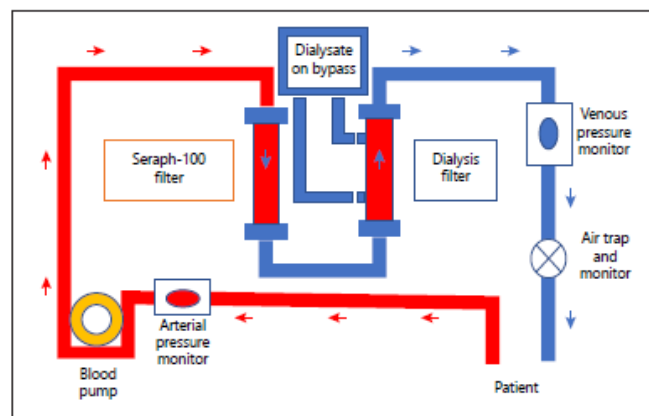 Dialysate
on bypass
Seraph-100
filter
Dialysis
filter
Venous
pressure
monitor
Air trap
and
monitor
Arterial
pressure
monitor
Blood
pump
Patient